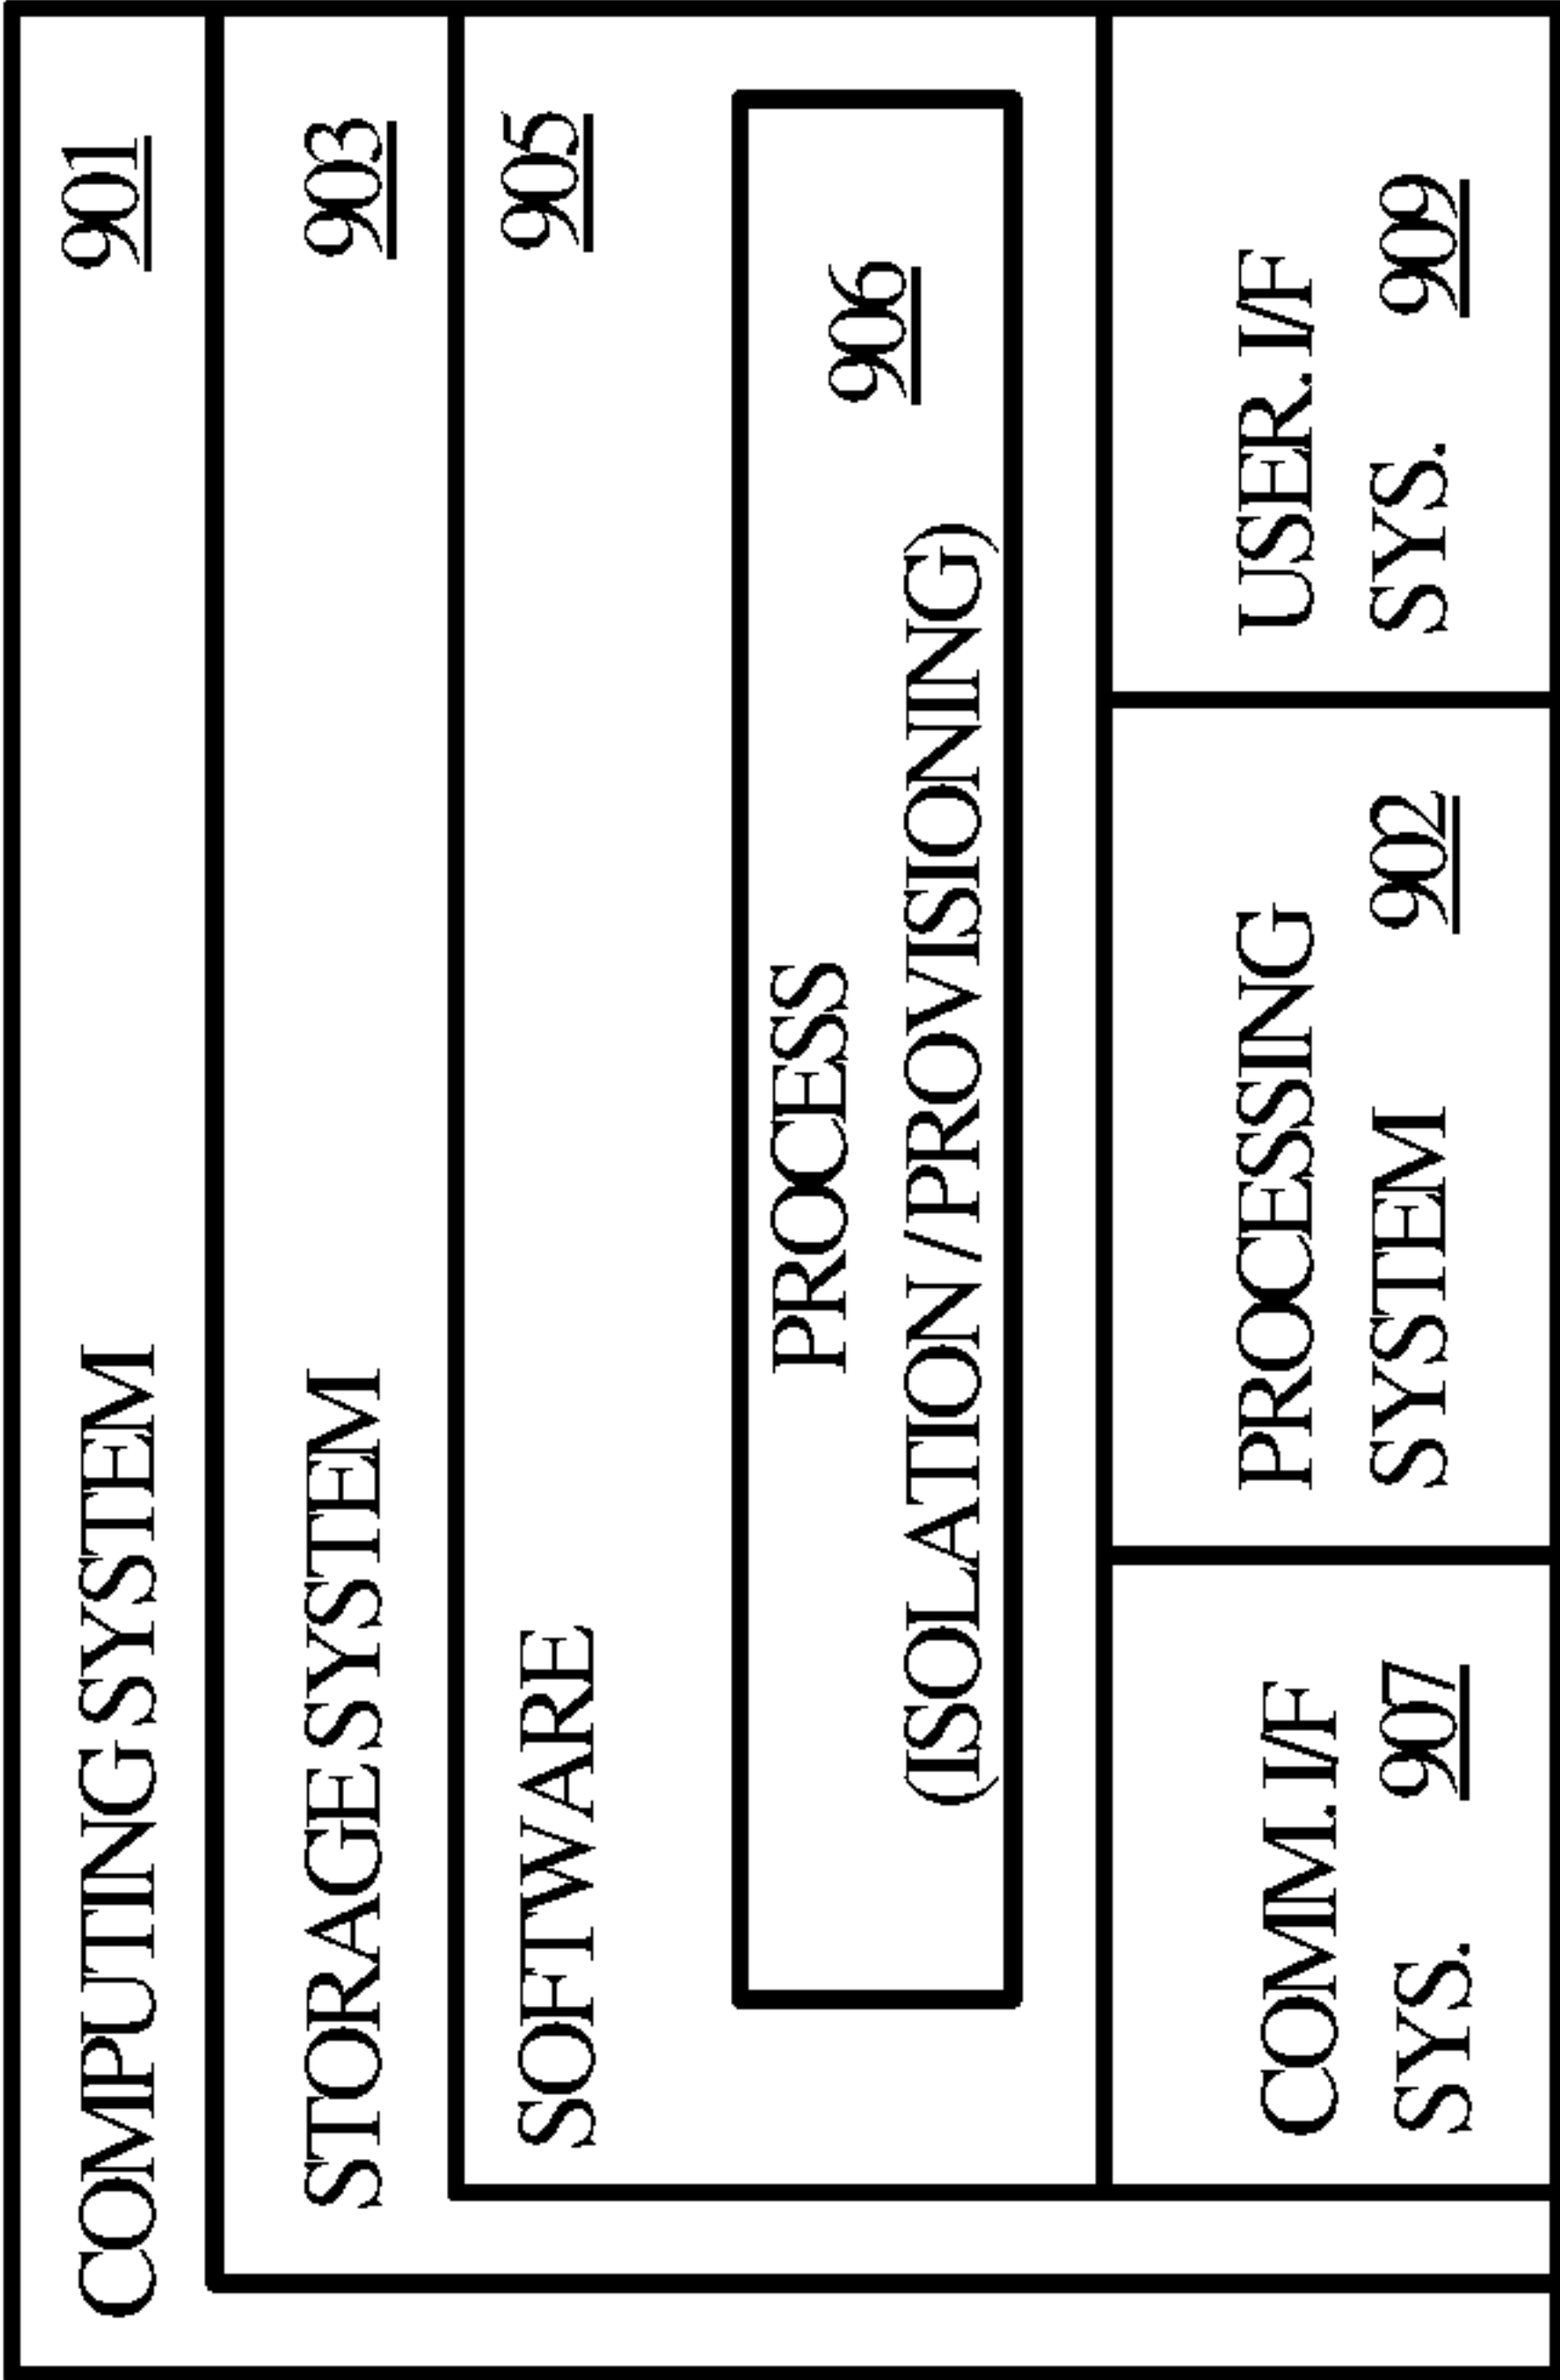 COMPUTING SYSTEM 901
STORAGE SYSTEM 903
SOFTWARE 905
PROCESS
906
(ISOLATION / PROVISIONING)
COMM. I/F
SYS. 907
PROCESSING
SYSTEM 902
USER. I/F
SYS. 909